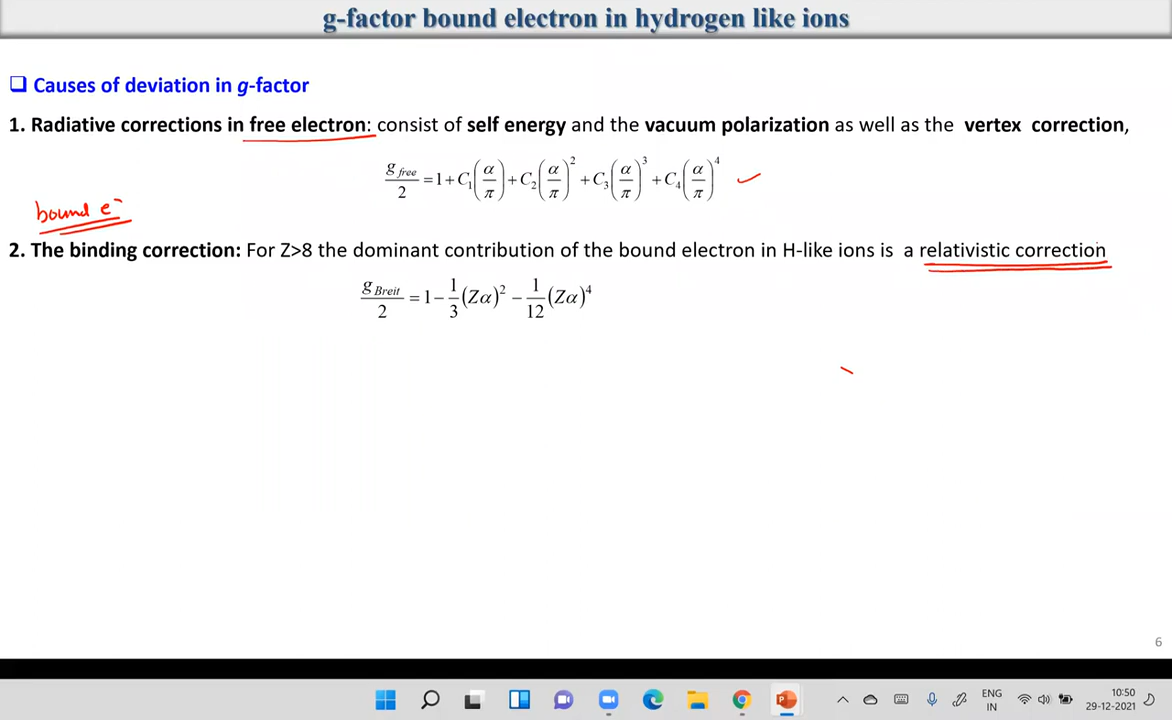 g-factor bound electron in hydrogen like ions
❑ Causes of deviation in g-factor
1. Radiative corrections in free electron: consist of self energy and the vacuum polarization as well as the vertex correction,
g_free/2 = 1 + C₁(α/π) + C₂(α/π)² + C₃(α/π)³ + C₄(α/π)⁴
bound e⁻
2. The binding correction: For Z>8 the dominant contribution of the bound electron in H-like ions is a relativistic correction
g_Breit/2 = 1 − 1/3(Zα)² − 1/12(Zα)⁴
6
ENG
IN
10:50
29-12-2021